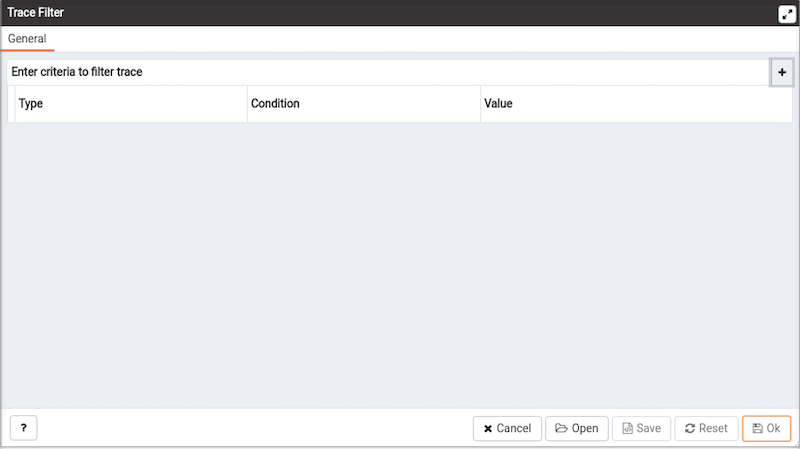 Trace Filter
General
Enter criteria to filter trace
+
Type Condition Value
? Cancel Open Save Reset Ok